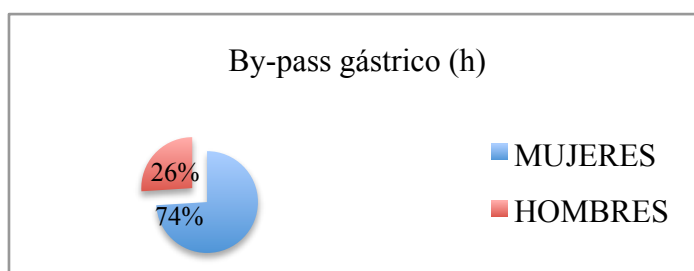 By-pass gástrico (h)
26%
74%
MUJERES
HOMBRES